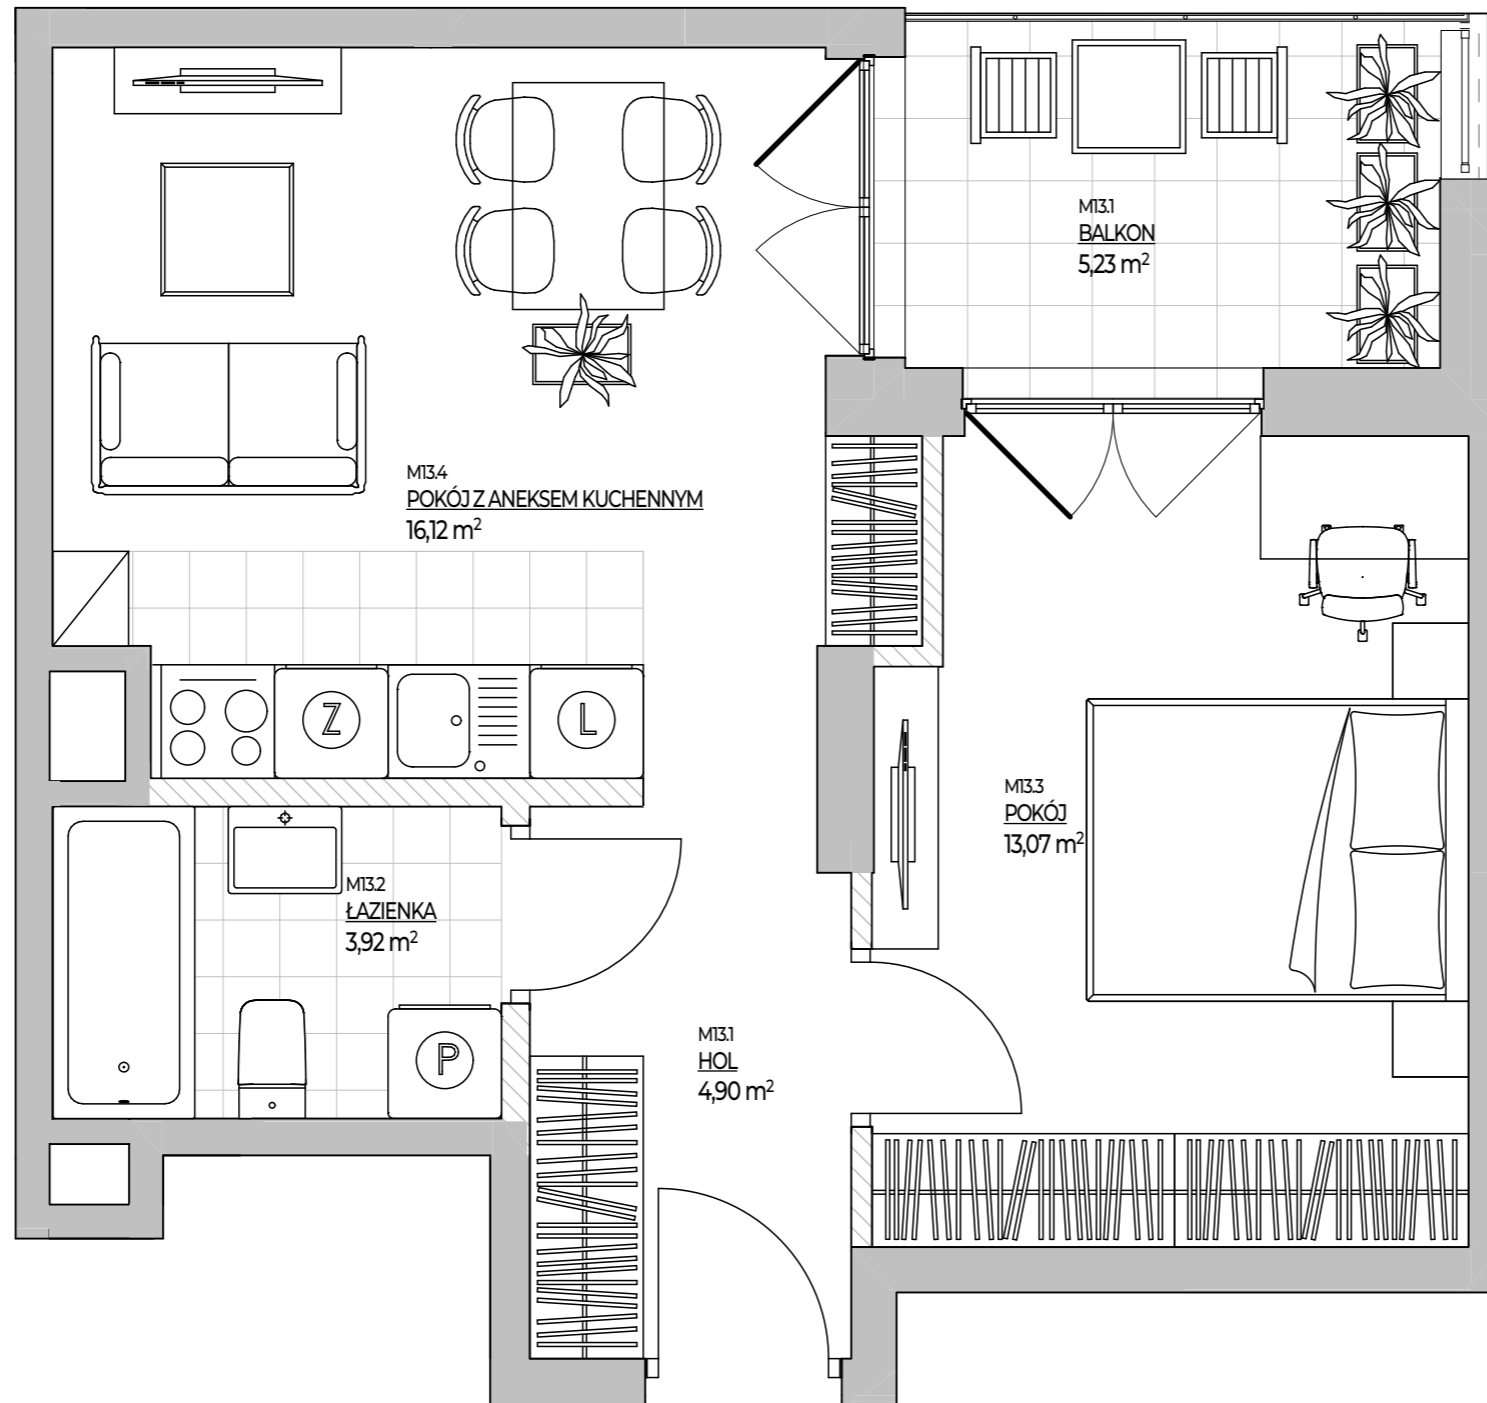 M13.1
BALKON
5,23 m²
M13.4
POKÓJ Z ANEKSEM KUCHENNYM
16,12 m²
Z
L
M13.3
POKÓJ
13,07 m²
M13.2
ŁAZIENKA
3,92 m²
P
M13.1
HOL
4,90 m²